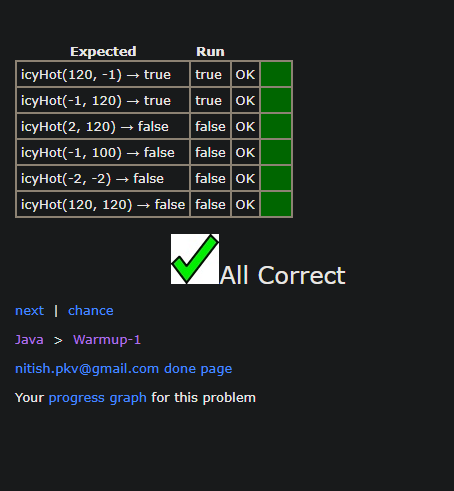 Expected Run
icyHot(120, -1) → true true OK
icyHot(-1, 120) → true true OK
icyHot(2, 120) → false false OK
icyHot(-1, 100) → false false OK
icyHot(-2, -2) → false false OK
icyHot(120, 120) → false false OK
All Correct
next | chance
Java > Warmup-1
nitish.pkv@gmail.com done page
Your progress graph for this problem